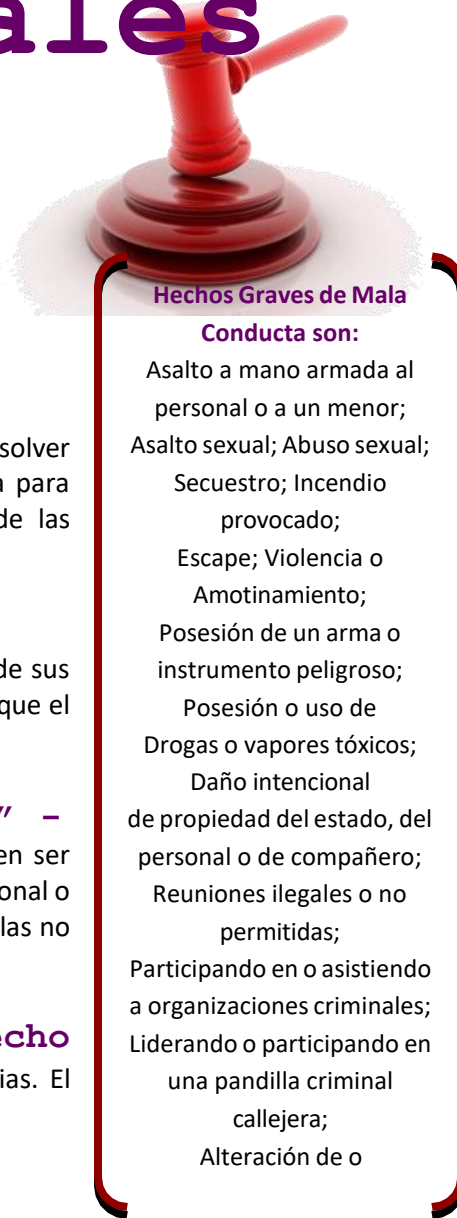 ales
solver
a para
de las
de sus
que el
” –
en ser
onal o
las no
echo
ias. El
Hechos Graves de Mala
Conducta son:
Asalto a mano armada al
personal o a un menor;
Asalto sexual; Abuso sexual;
Secuestro; Incendio
provocado;
Escape; Violencia o
Amotinamiento;
Posesión de un arma o
instrumento peligroso;
Posesión o uso de
Drogas o vapores tóxicos;
Daño intencional
de propiedad del estado, del
personal o de compañero;
Reuniones ilegales o no
permitidas;
Participando en o asistiendo
a organizaciones criminales;
Liderando o participando en
una pandilla criminal
callejera;
Alteración de o